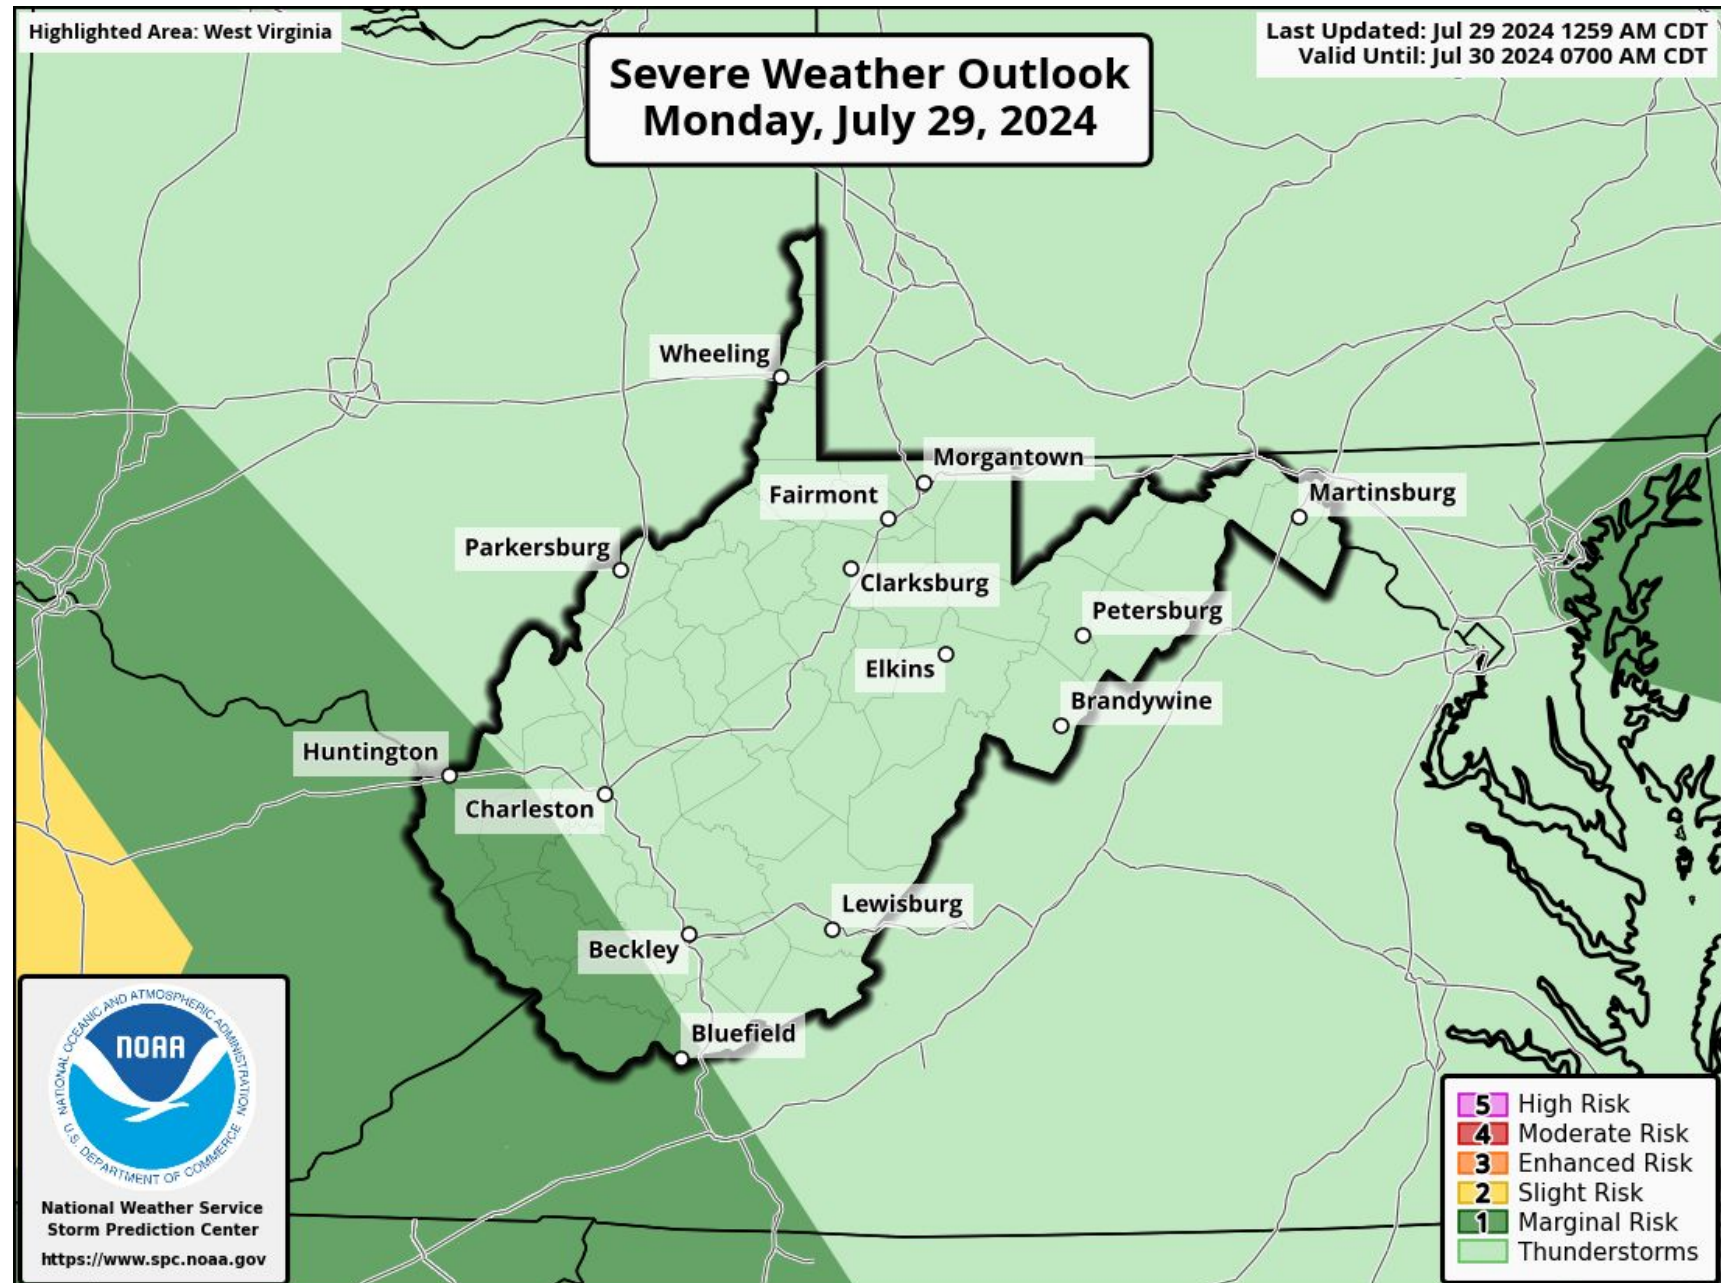 Highlighted Area: West Virginia
Last Updated: Jul 29 2024 1259 AM CDT
Valid Until: Jul 30 2024 0700 AM CDT
Severe Weather Outlook
Monday, July 29, 2024
Wheeling
Morgantown
Fairmont
Martinsburg
Parkersburg
Clarksburg
Petersburg
Elkins
Brandywine
Huntington
Charleston
Lewisburg
Beckley
Bluefield
NATIONAL OCEANIC AND ATMOSPHERIC ADMINISTRATION
NOAA
U.S. DEPARTMENT OF COMMERCE
National Weather Service
Storm Prediction Center
https://www.spc.noaa.gov
5 High Risk
4 Moderate Risk
3 Enhanced Risk
2 Slight Risk
1 Marginal Risk
Thunderstorms